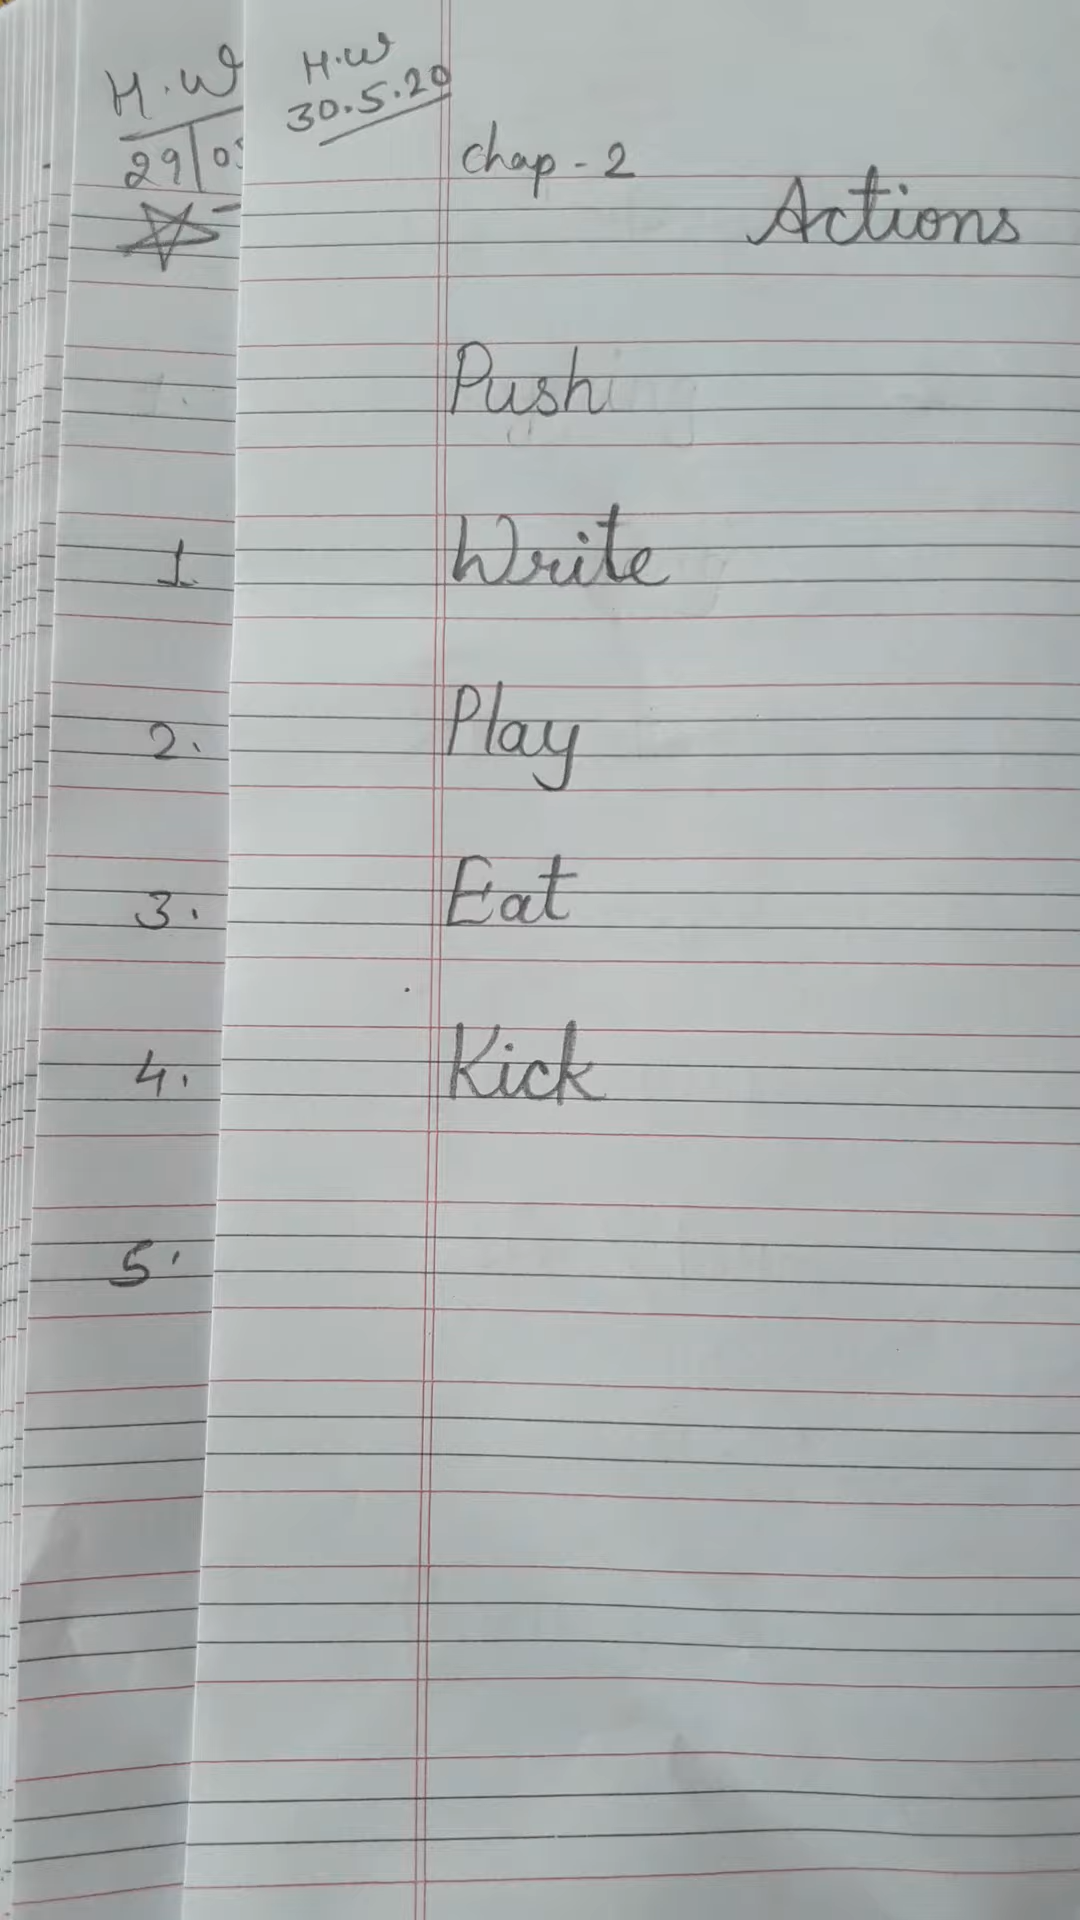 H.W
29/0
H.W
30.5.20
Chap - 2
Actions
Push
1. Write
2. Play
3. Eat
4. Kick
5.